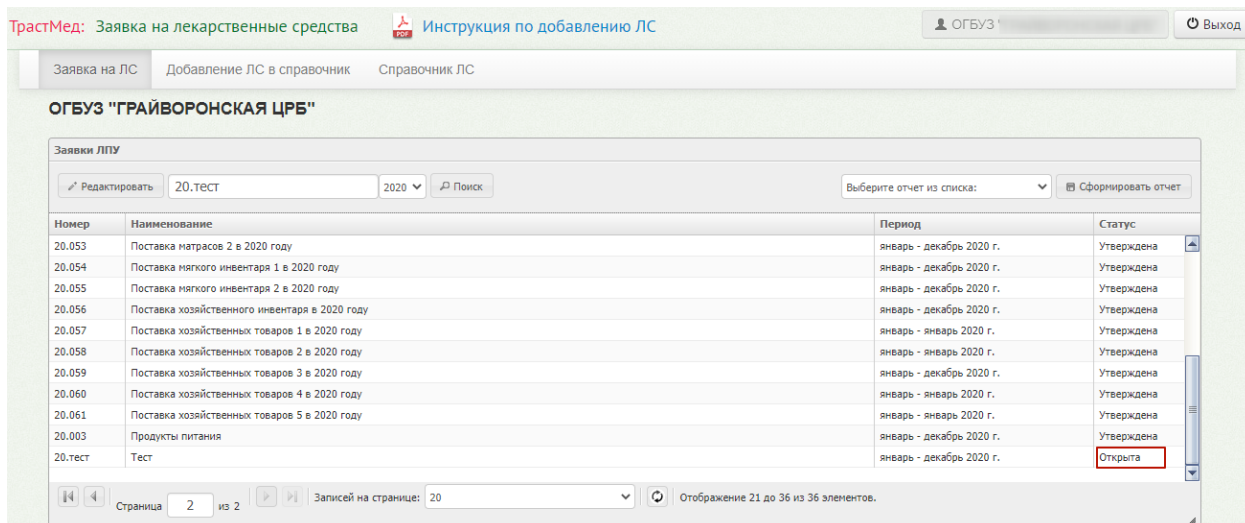 ТрастМед: Заявка на лекарственные средства PDF Инструкция по добавлению ЛС ОГБУЗ Выход
Заявка на ЛС Добавление ЛС в справочник Справочник ЛС
ОГБУЗ "ГРАЙВОРОНСКАЯ ЦРБ"
Заявки ЛПУ
Редактировать 20.тест 2020 Поиск Выберите отчет из списка: Сформировать отчет
Номер Наименование Период Статус
20.053 Поставка матрасов 2 в 2020 году январь - декабрь 2020 г. Утверждена
20.054 Поставка мягкого инвентаря 1 в 2020 году январь - декабрь 2020 г. Утверждена
20.055 Поставка мягкого инвентаря 2 в 2020 году январь - декабрь 2020 г. Утверждена
20.056 Поставка хозяйственного инвентаря в 2020 году январь - декабрь 2020 г. Утверждена
20.057 Поставка хозяйственных товаров 1 в 2020 году январь - январь 2020 г. Утверждена
20.058 Поставка хозяйственных товаров 2 в 2020 году январь - январь 2020 г. Утверждена
20.059 Поставка хозяйственных товаров 3 в 2020 году январь - декабрь 2020 г. Утверждена
20.060 Поставка хозяйственных товаров 4 в 2020 году январь - январь 2020 г. Утверждена
20.061 Поставка хозяйственных товаров 5 в 2020 году январь - январь 2020 г. Утверждена
20.003 Продукты питания январь - декабрь 2020 г. Утверждена
20.тест Тест январь - декабрь 2020 г. Открыта
Страница 2 из 2 Записей на странице: 20 Отображение 21 до 36 из 36 элементов.